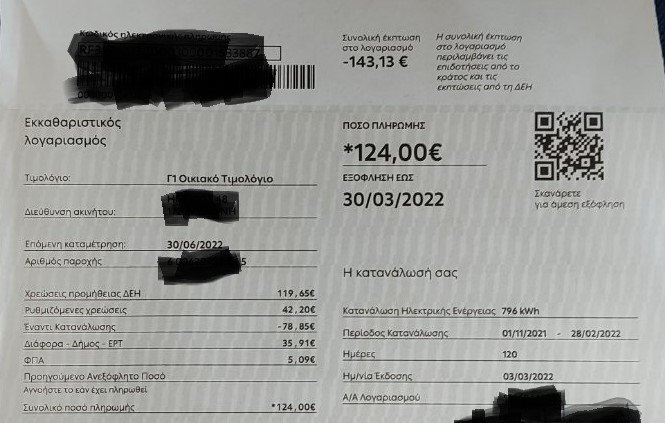 Κωδικός ηλεκτρονικής πληρωμής
Συνολική έκπτωση
στο λογαριασμό
-143,13 €
Η συνολική έκπτωση
στο λογαριασμό
περιλαμβάνει τις
επιδοτήσεις από το
κράτος και τις
εκπτώσεις από τη ΔΕΗ
Εκκαθαριστικός
λογαριασμός
ΠΟΣΟ ΠΛΗΡΩΜΗΣ
*124,00€
ΕΞΟΦΛΗΣΗ ΕΩΣ
30/03/2022
Σκανάρετε
για άμεση εξόφληση
Τιμολόγιο: Γ1 Οικιακό Τιμολόγιο
Διεύθυνση ακινήτου:
Επόμενη καταμέτρηση: 30/06/2022
Αριθμός παροχής
Χρεώσεις προμήθειας ΔΕΗ 119,65€
Ρυθμιζόμενες χρεώσεις 42,20€
Έναντι Κατανάλωσης -78,85€
Διάφορα - Δήμος - ΕΡΤ 35,91€
ΦΠΑ 5,09€
Προηγούμενο Ανεξόφλητο Ποσό
Αγνοήστε το εάν έχει πληρωθεί
Συνολικό ποσό πληρωμής *124,00€
Η κατανάλωσή σας
Κατανάλωση Ηλεκτρικής Ενέργειας 796 kWh
Περίοδος Κατανάλωσης 01/11/2021 - 28/02/2022
Ημέρες 120
Ημ/νία Έκδοσης 03/03/2022
Α/Α Λογαριασμού